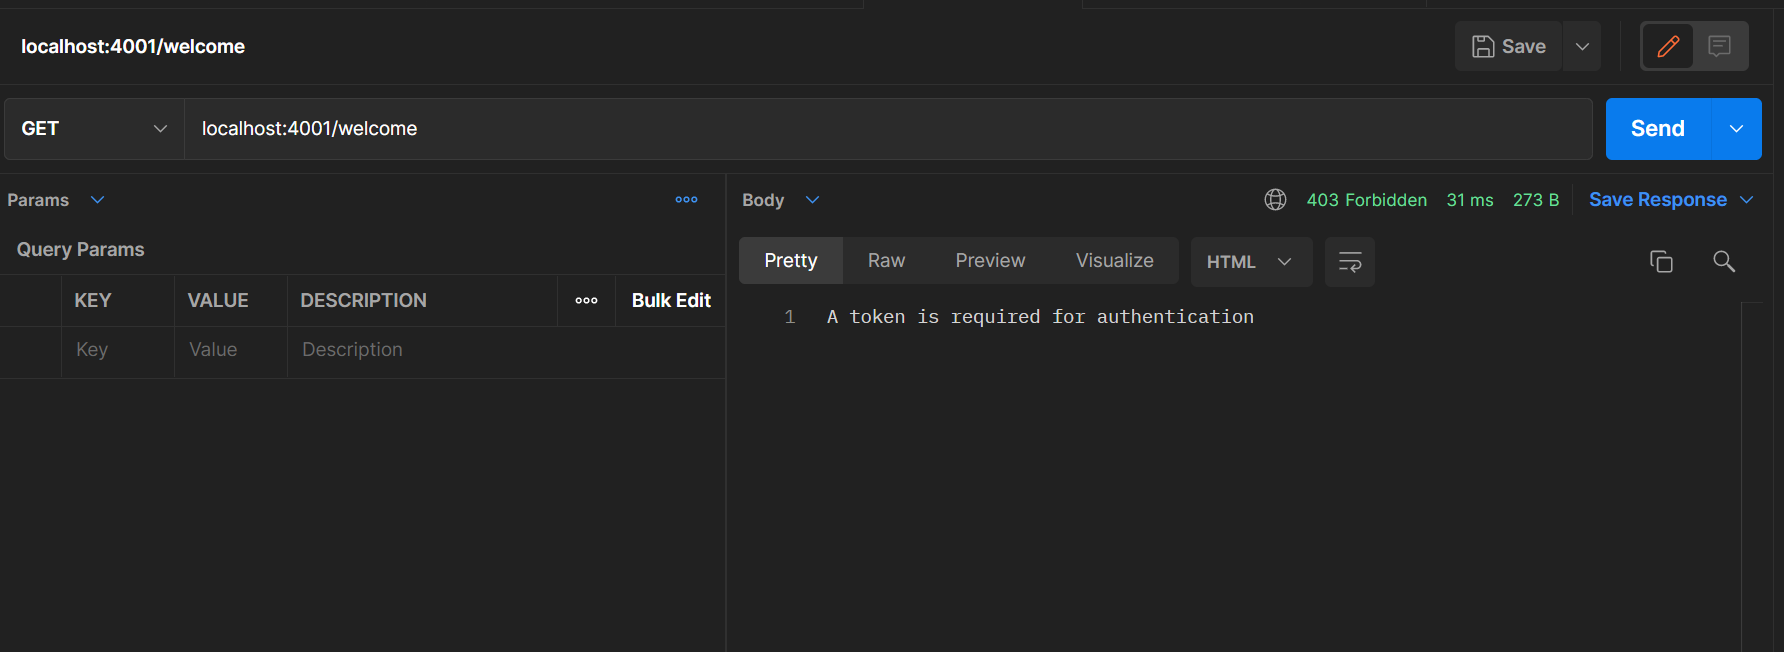 localhost:4001/welcome
Save
GET
localhost:4001/welcome
Send
Params
Body
403 Forbidden 31 ms 273 B
Save Response
Query Params
Pretty Raw Preview Visualize
HTML
KEY VALUE DESCRIPTION
Bulk Edit
Key Value Description
1 A token is required for authentication